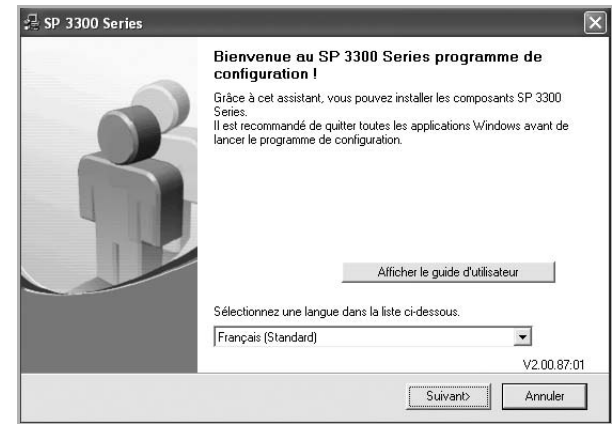 SP 3300 Series
Bienvenue au SP 3300 Series programme de
configuration !
Grâce à cet assistant, vous pouvez installer les composants SP 3300
Series.
Il est recommandé de quitter toutes les applications Windows avant de
lancer le programme de configuration.
Afficher le guide d'utilisateur
Sélectionnez une langue dans la liste ci-dessous.
Français (Standard)
V2.00.87:01
Suivant>
Annuler